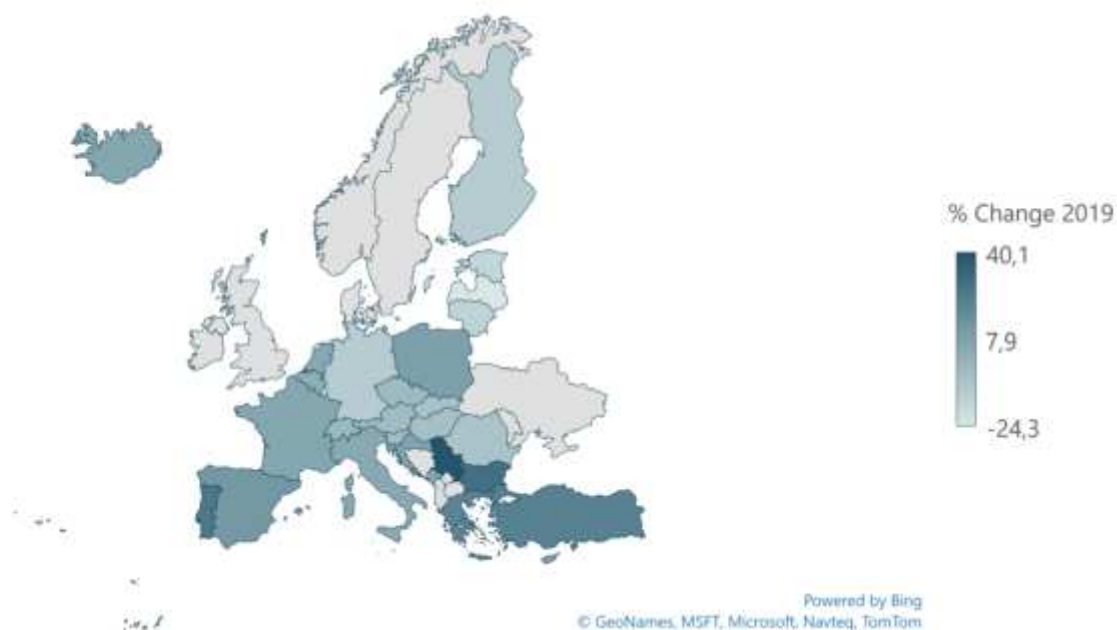 % Change 2019
40,1
7,9
-24,3
Powered by Bing
© GeoNames, MSFT, Microsoft, Navteq, TomTom